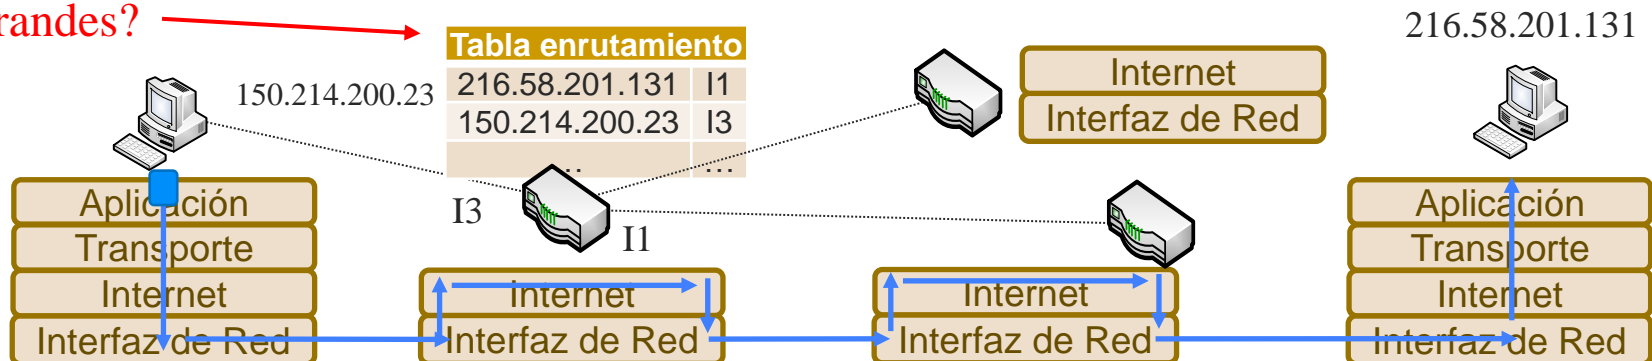 randes?
216.58.201.131
Tabla enrutamiento
150.214.200.23
216.58.201.131 I1
150.214.200.23 I3
… …
Internet
Interfaz de Red
I3
I1
Aplicación
Transporte
Internet
Interfaz de Red
Internet
Interfaz de Red
Internet
Interfaz de Red
Aplicación
Transporte
Internet
Interfaz de Red